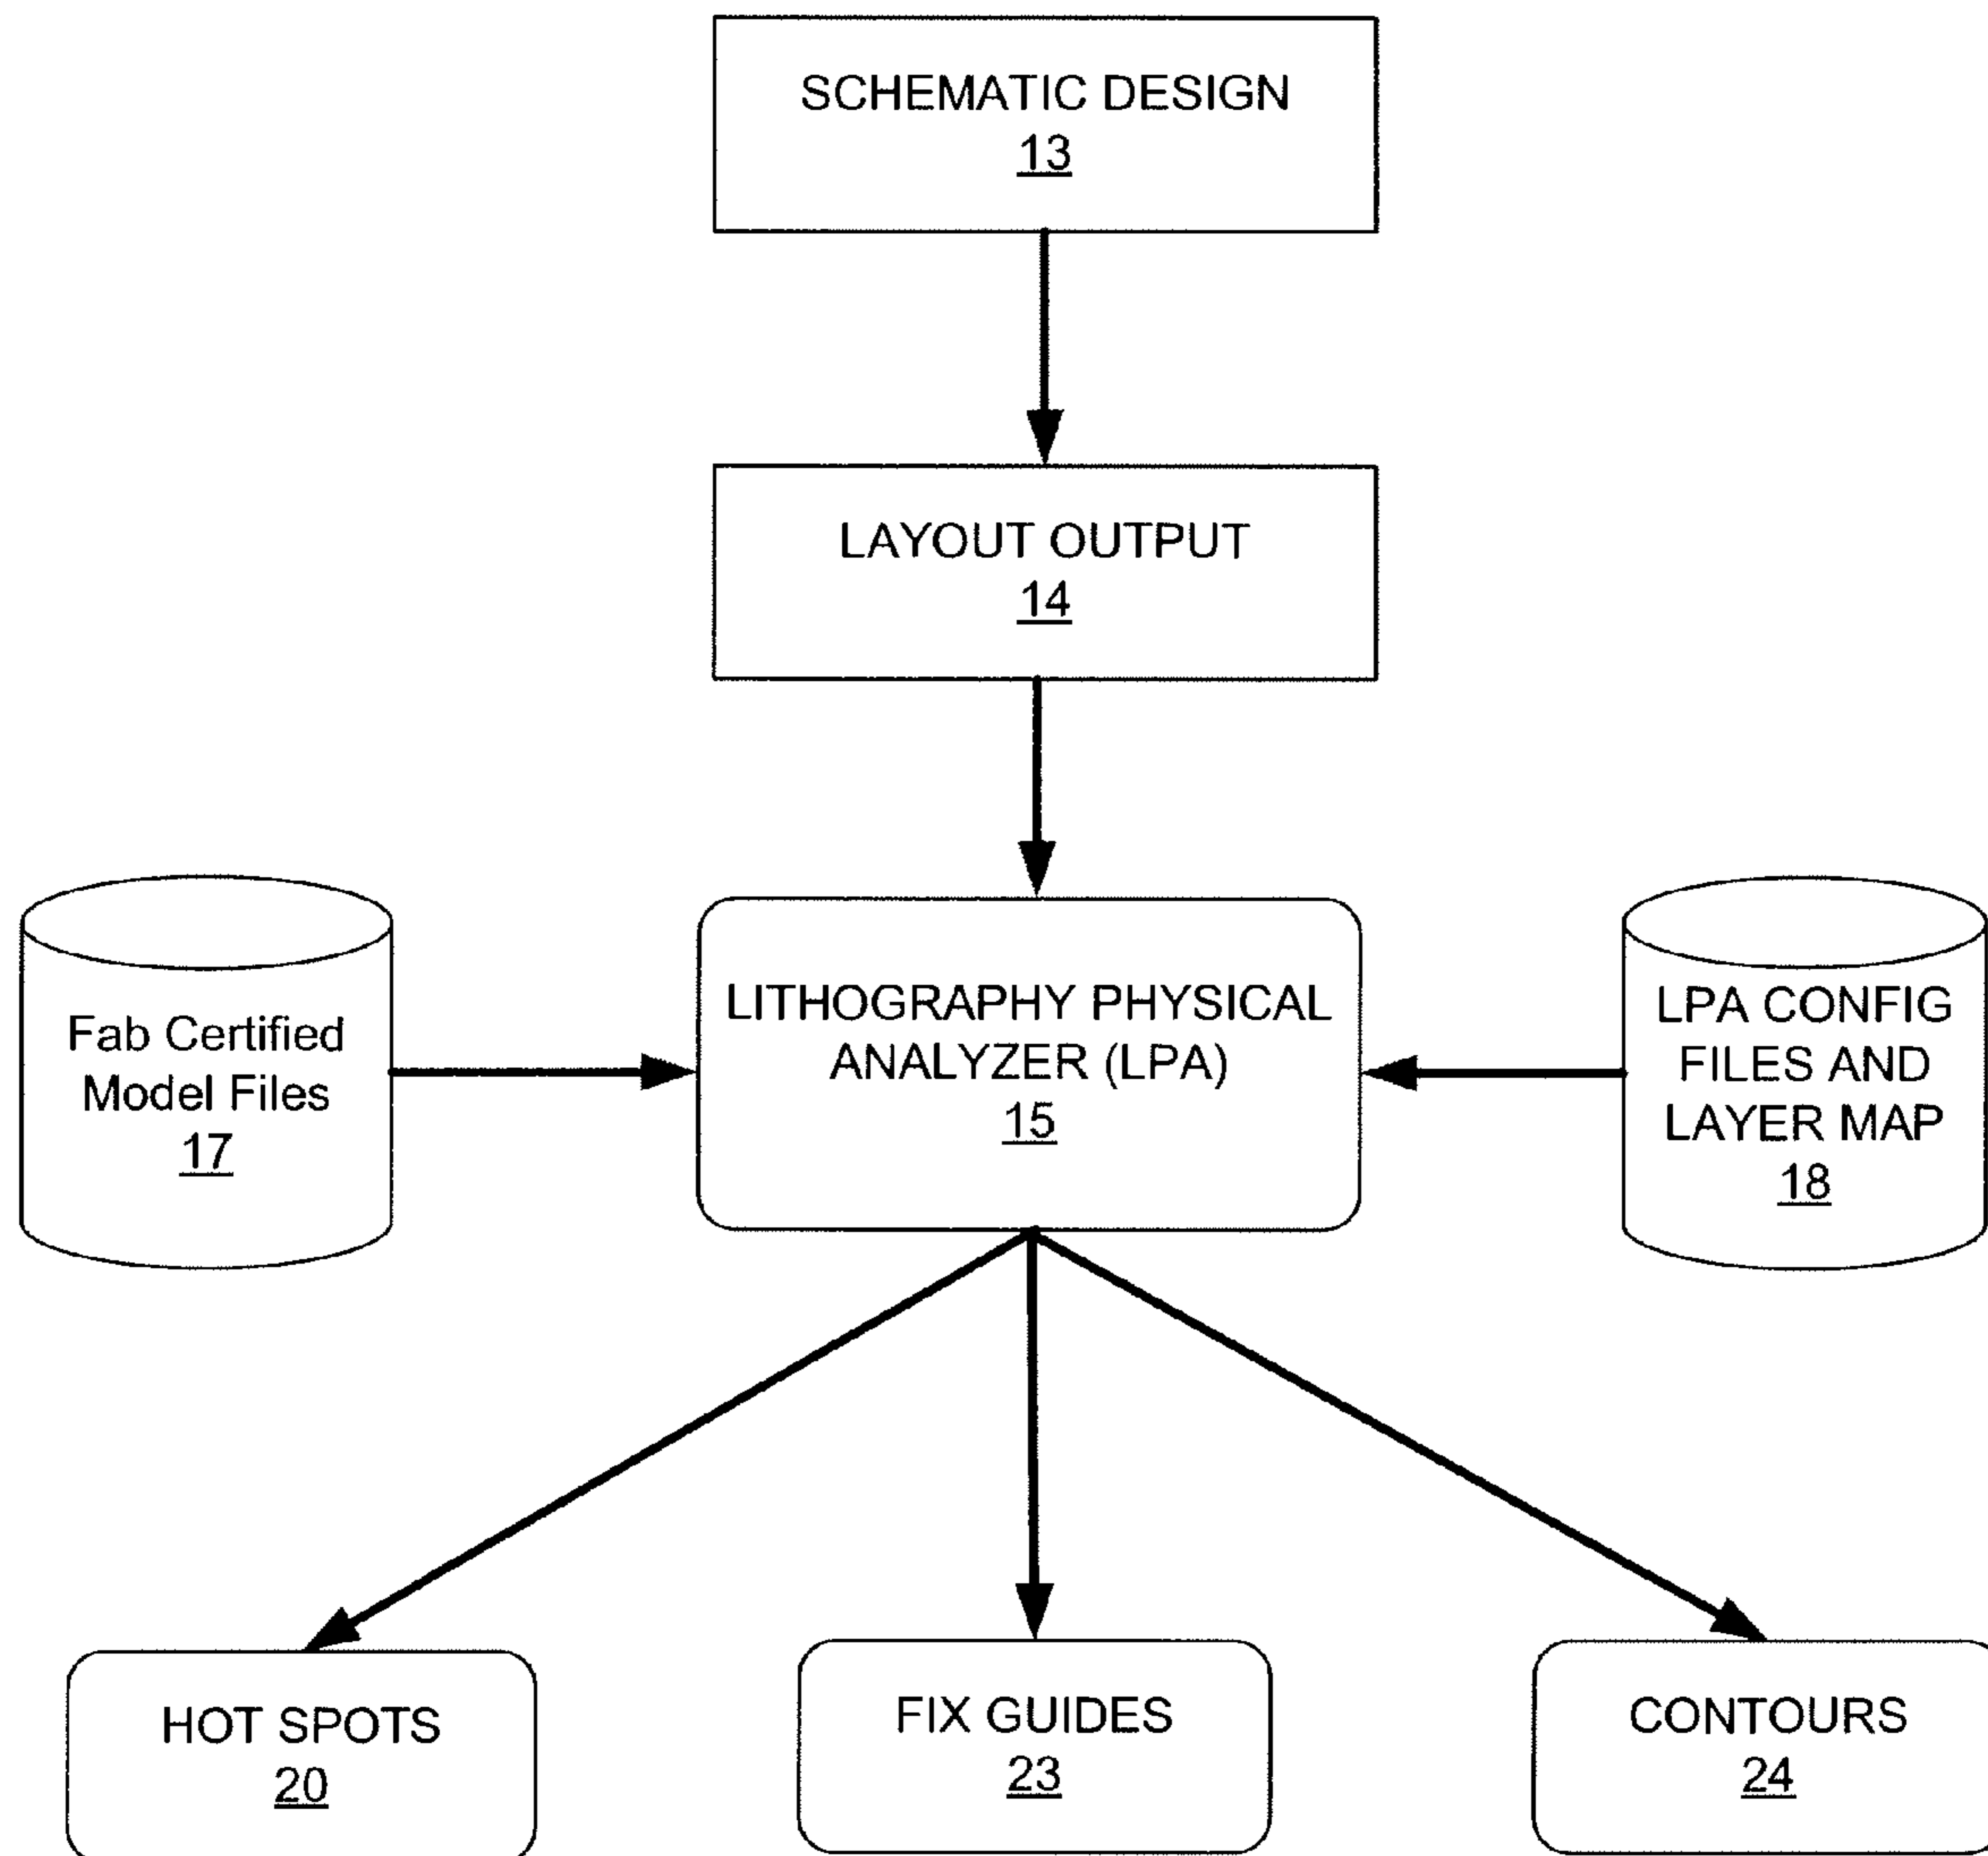 SCHEMATIC DESIGN
13
LAYOUT OUTPUT
14
Fab Certified
Model Files
17
LITHOGRAPHY PHYSICAL
ANALYZER (LPA)
15
LPA CONFIG
FILES AND
LAYER MAP
18
HOT SPOTS
20
FIX GUIDES
23
CONTOURS
24